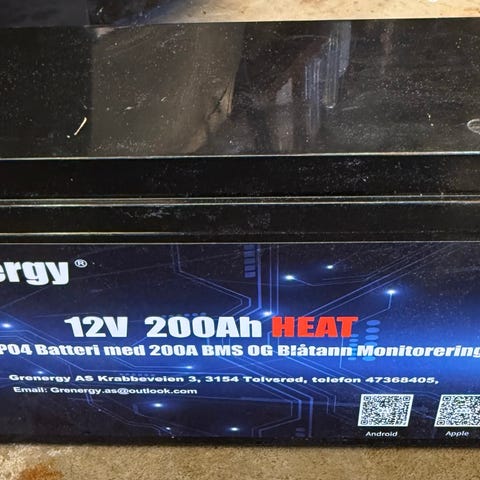 ergy®
12V 200Ah HEAT
PO4 Batteri med 200A BMS OG Blåtann Monitorering
Grenergy AS Krabbeveien 3, 3154 Tolvsrød, telefon 47368405,
Email: Grenergy.as@outlook.com
Android Apple